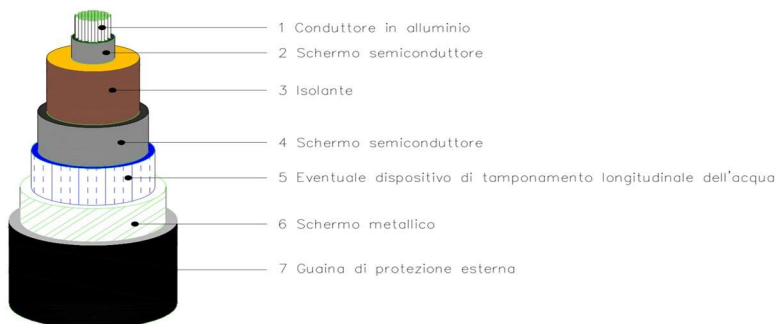 1 Conduttore in alluminio
2 Schermo semiconduttore
3 Isolante
4 Schermo semiconduttore
5 Eventuale dispositivo di tamponamento longitudinale dell'acqua
6 Schermo metallico
7 Guaina di protezione esterna